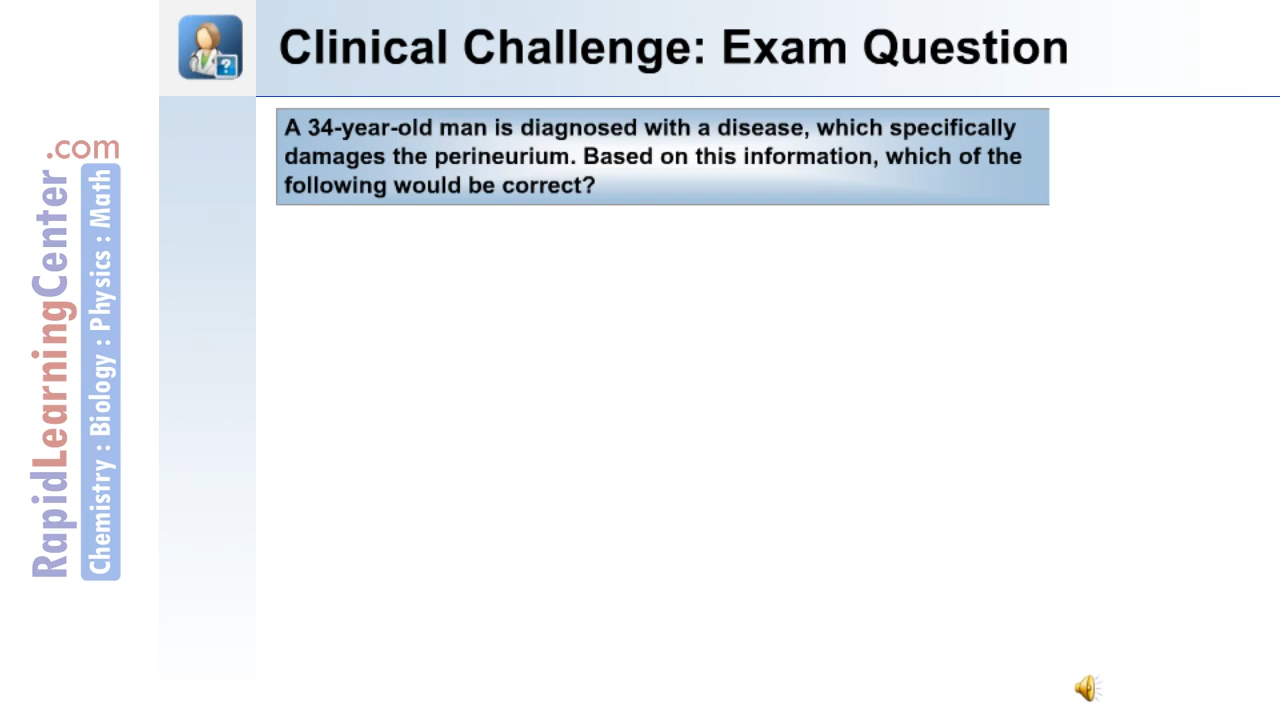 Clinical Challenge: Exam Question
A 34-year-old man is diagnosed with a disease, which specifically
damages the perineurium. Based on this information, which of the
following would be correct?
RapidLearningCenter.com
Chemistry : Biology : Physics : Math
?